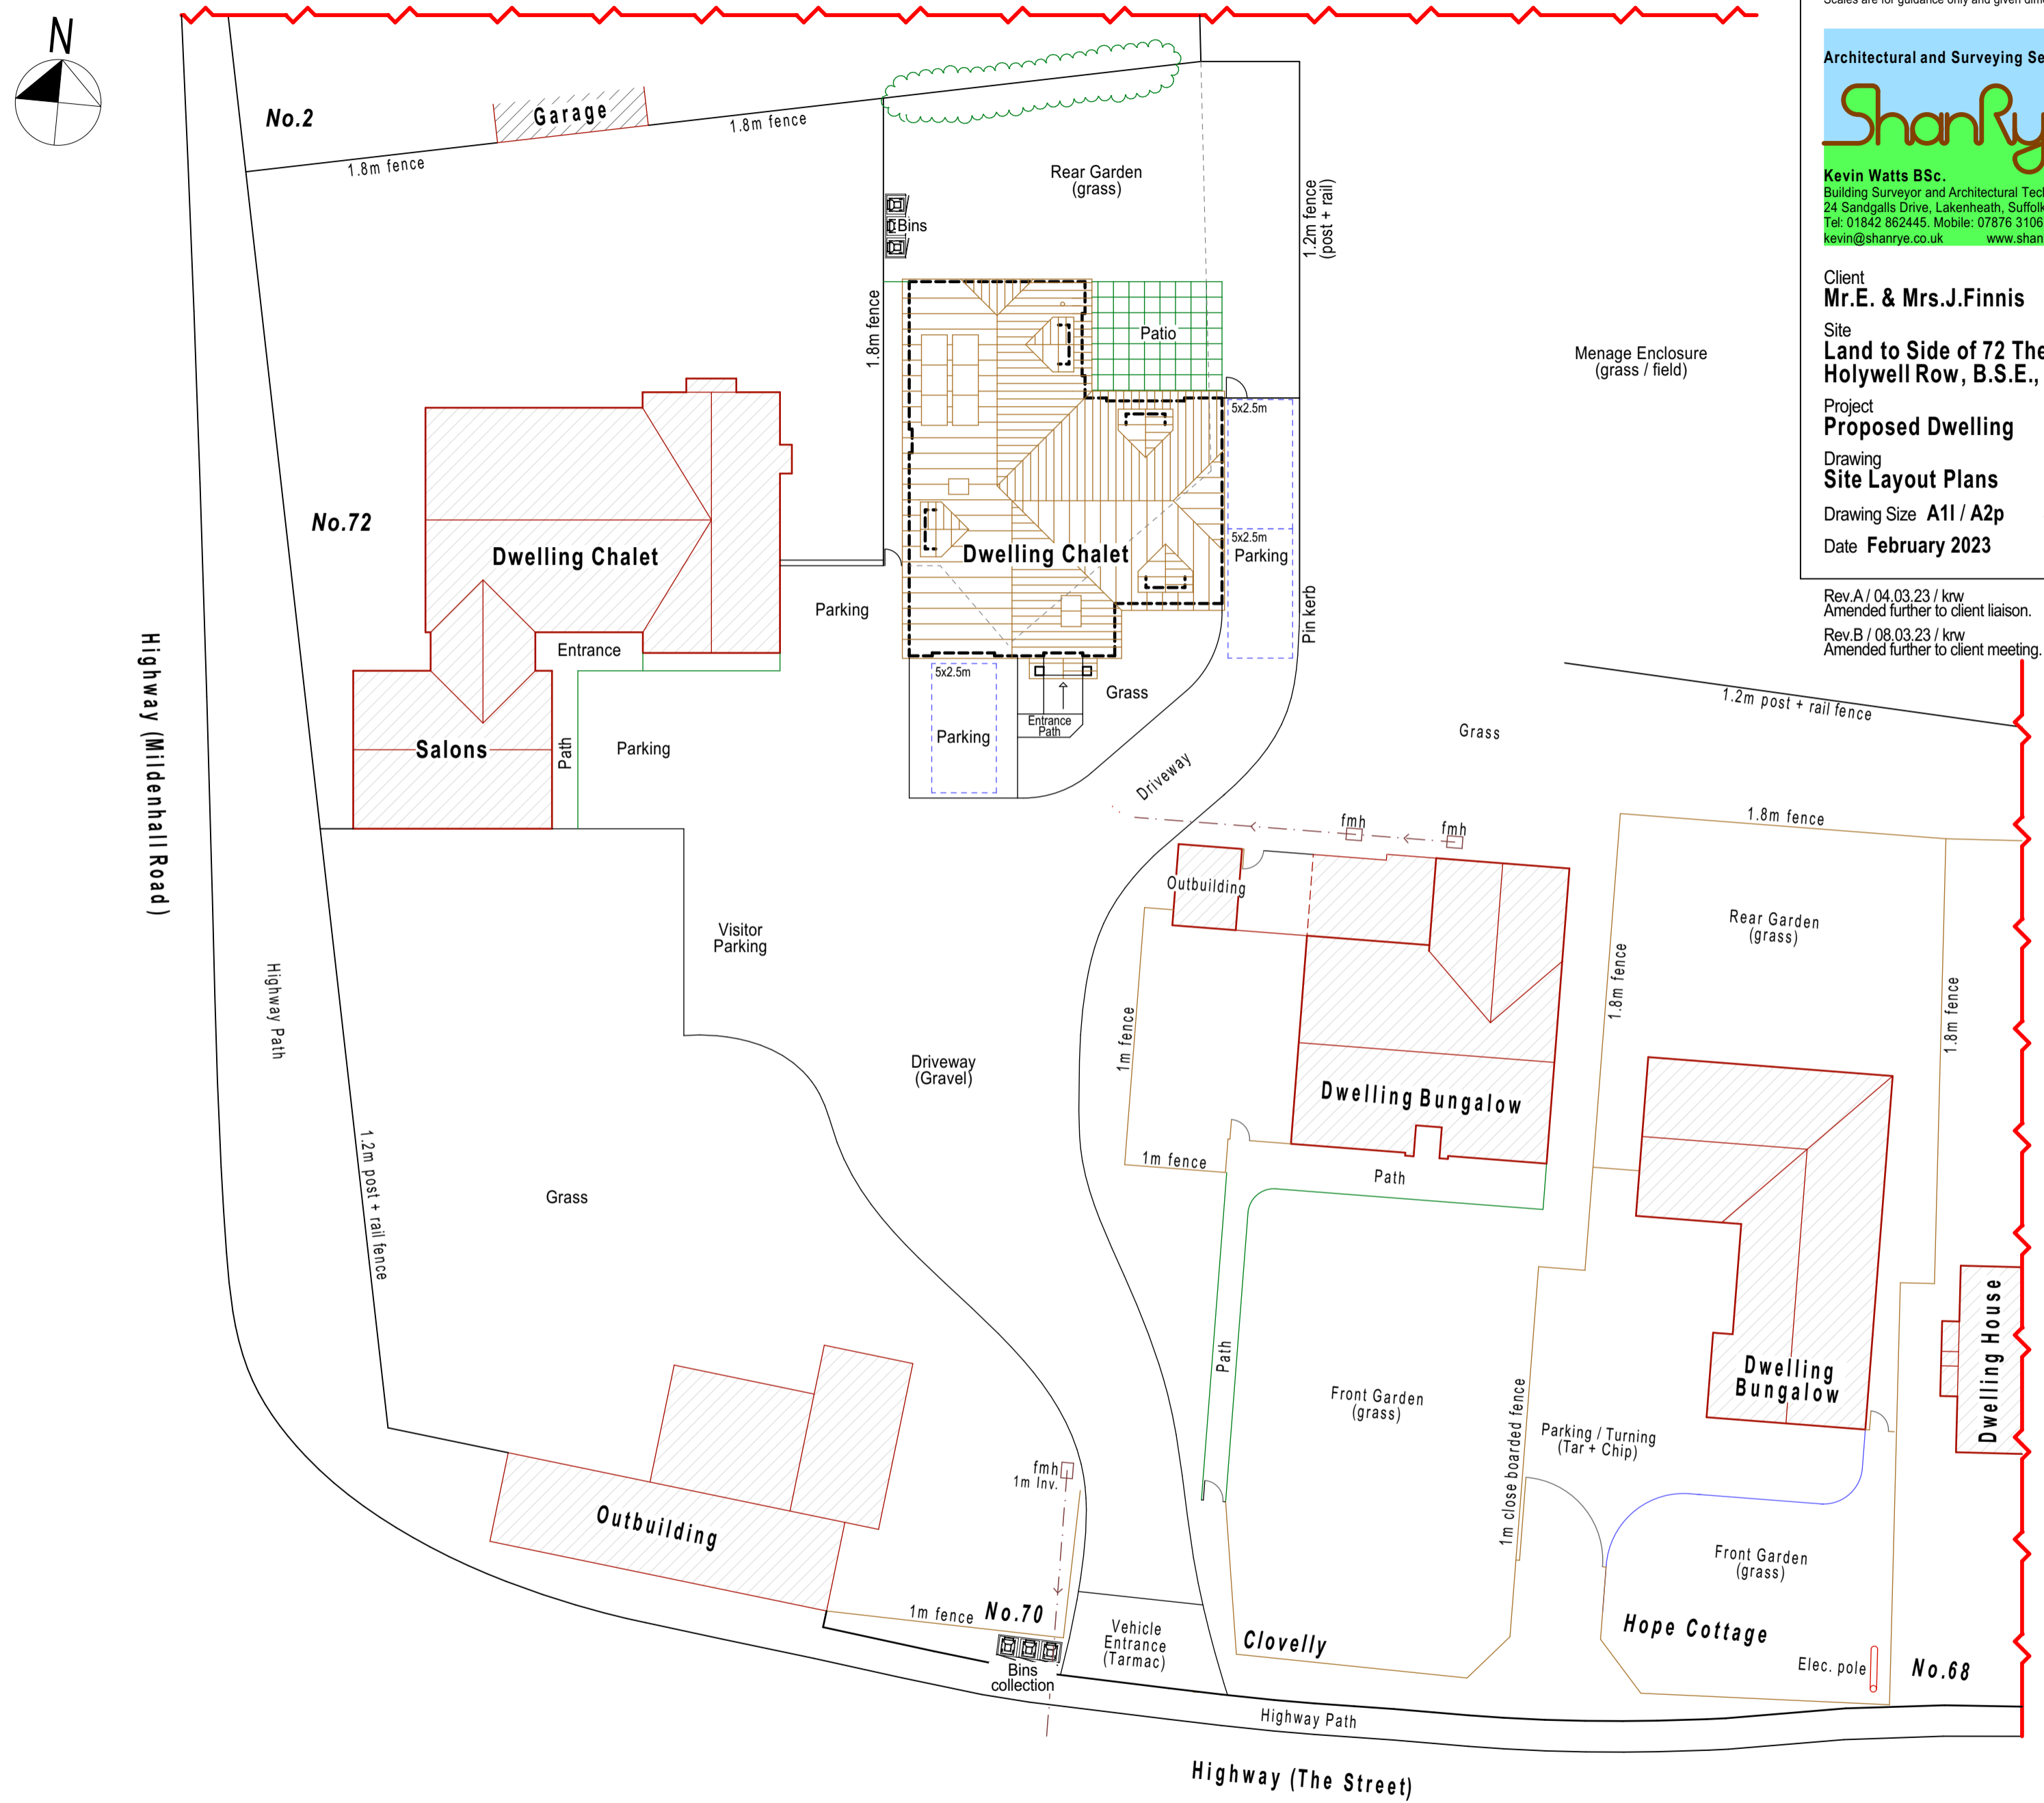 N
No.2
Garage
1.8m fence
1.8m fence
Rear Garden
(grass)
Bins
1.2m fence
(post + rail)
1.8m fence
Patio
Menage Enclosure
(grass / field)
5x2.5m
No.72
Dwelling Chalet
Dwelling Chalet
5x2.5m
Parking
Parking
Pin kerb
Entrance
Highway (Mildenhall Road)
5x2.5m
Grass
Entrance
Path
Parking
Salons
Path
Parking
Driveway
Grass
1.2m post + rail fence
fmh
fmh
1.8m fence
Outbuilding
Visitor
Parking
Rear Garden
(grass)
1.8m fence
1.8m fence
Highway Path
1m fence
Driveway
(Gravel)
Dwelling Bungalow
1m fence
Path
1.2m post + rail fence
Grass
Path
Front Garden
(grass)
1m close boarded fence
Parking / Turning
(Tar + Chip)
Dwelling
Bungalow
Dwelling House
fmh
1m Inv.
Outbuilding
Front Garden
(grass)
1m fence
No.70
Vehicle
Entrance
(Tarmac)
Clovelly
Hope Cottage
Elec. pole
No.68
Bins
collection
Highway Path
Highway (The Street)
Scales are for guidance only and given
Architectural and Surveying
ShanRy
Kevin Watts BSc.
Building Surveyor and Architectural
24 Sandgalls Drive, Lakenheath, Suffolk
Tel: 01842 862445. Mobile: 07876 3106
kevin@shanrye.co.uk www.shan
Client
Mr.E. & Mrs.J.Finnis
Site
Land to Side of 72 The
Holywell Row, B.S.E.,
Project
Proposed Dwelling
Drawing
Site Layout Plans
Drawing Size A1l / A2p
Date February 2023
Rev.A / 04.03.23 / krw
Amended further to client liaison.
Rev.B / 08.03.23 / krw
Amended further to client meeting.